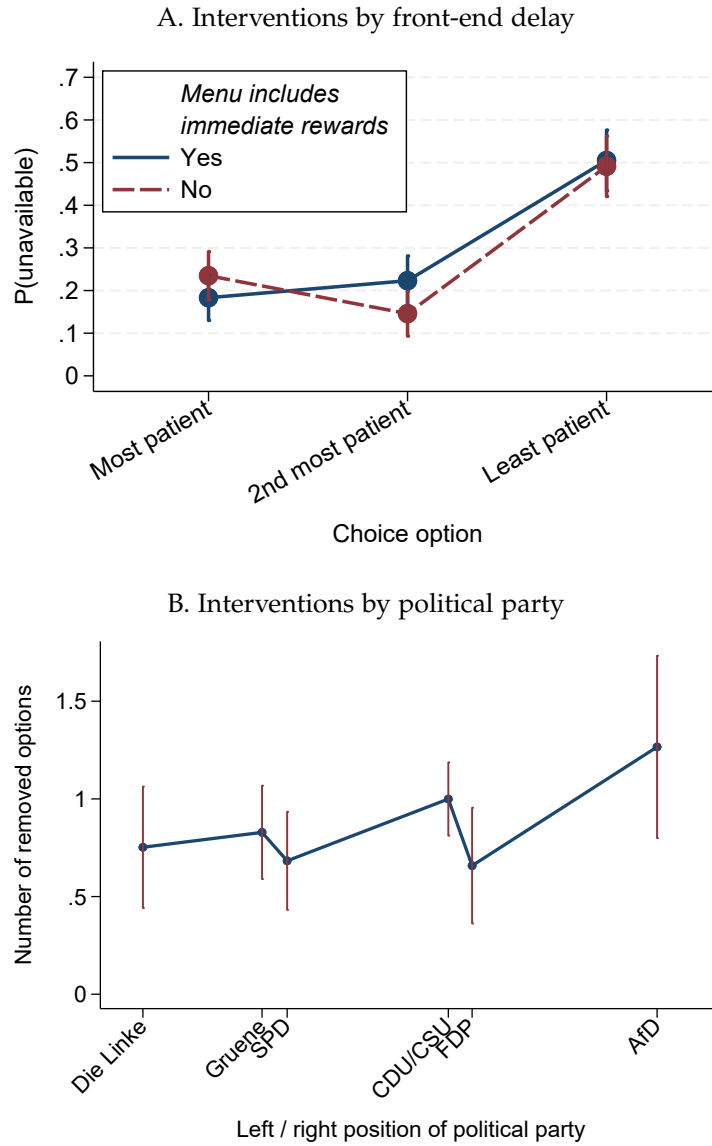 A. Interventions by front-end delay
.7
.6
.5
.4
.3
.2
.1
0
P(unavailable)
Menu includes
immediate rewards
Yes
No
Most patient
2nd most patient
Least patient
Choice option
B. Interventions by political party
1.5
1
.5
0
Number of removed options
Die Linke
Gruene
SPD
CDU/CSU
FDP
AfD
Left / right position of political party